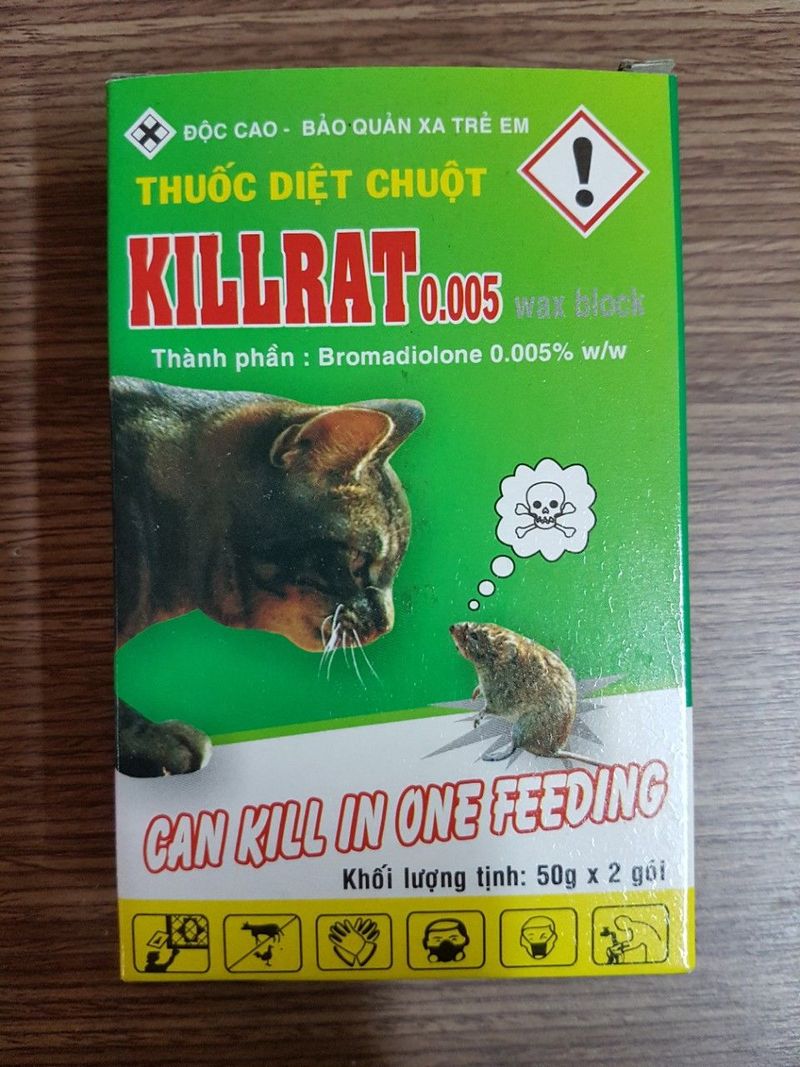 ĐỘC CAO - BẢO QUẢN XA TRẺ EM
THUỐC DIỆT CHUỘT
KILLRAT 0.005 wax block
Thành phần : Bromadiolone 0.005% w/w
CAN KILL IN ONE FEEDING
Khối lượng tịnh: 50g x 2 gói